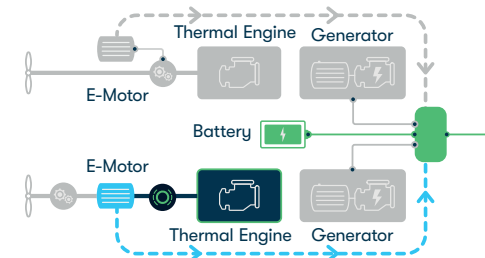 Thermal Engine
Generator
E-Motor
Battery
E-Motor
Thermal Engine
Generator